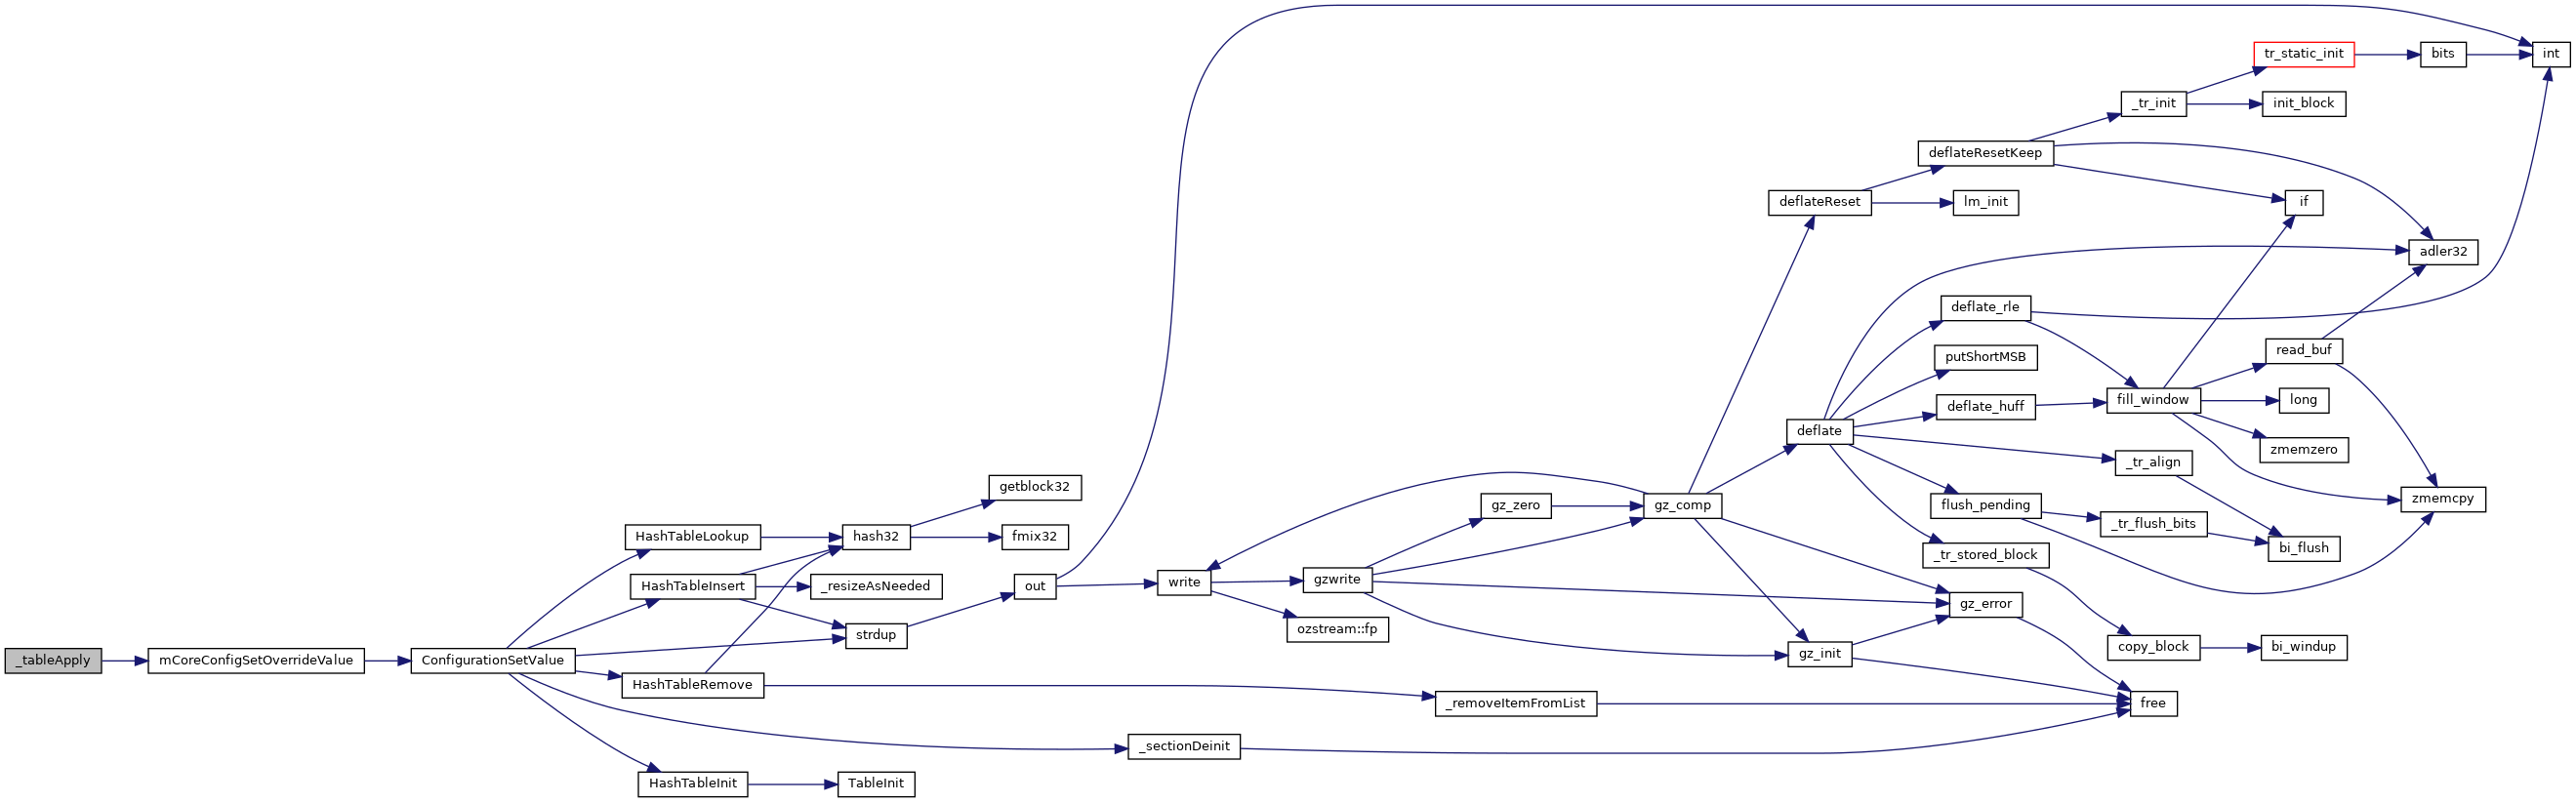 _tableApply
mCoreConfigSetOverrideValue
ConfigurationSetValue
HashTableLookup
HashTableInsert
HashTableRemove
HashTableInit
hash32
_resizeAsNeeded
strdup
TableInit
getblock32
fmix32
out
_sectionDeinit
write
gzwrite
ozstream::fp
gz_zero
_removeItemFromList
gz_comp
deflateReset
deflate
gz_init
deflateResetKeep
lm_init
deflate_rle
putShortMSB
deflate_huff
flush_pending
_tr_stored_block
gz_error
_tr_init
fill_window
_tr_align
_tr_flush_bits
copy_block
free
tr_static_init
init_block
if
read_buf
long
zmemzero
bi_flush
bi_windup
bits
adler32
zmemcpy
int